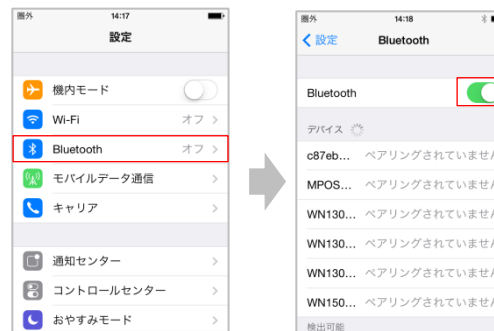 圏外 14:17
設定
機内モード
Wi-Fi オフ
Bluetooth オフ
モバイルデータ通信
キャリア
通知センター
コントロールセンター
おやすみモード
圏外 14:18
設定 Bluetooth
Bluetooth
デバイス
c87eb... ペアリングされていません
MPOS... ペアリングされていません
WN130... ペアリングされていません
WN130... ペアリングされていません
WN130... ペアリングされていません
WN150... ペアリングされていません
検出可能